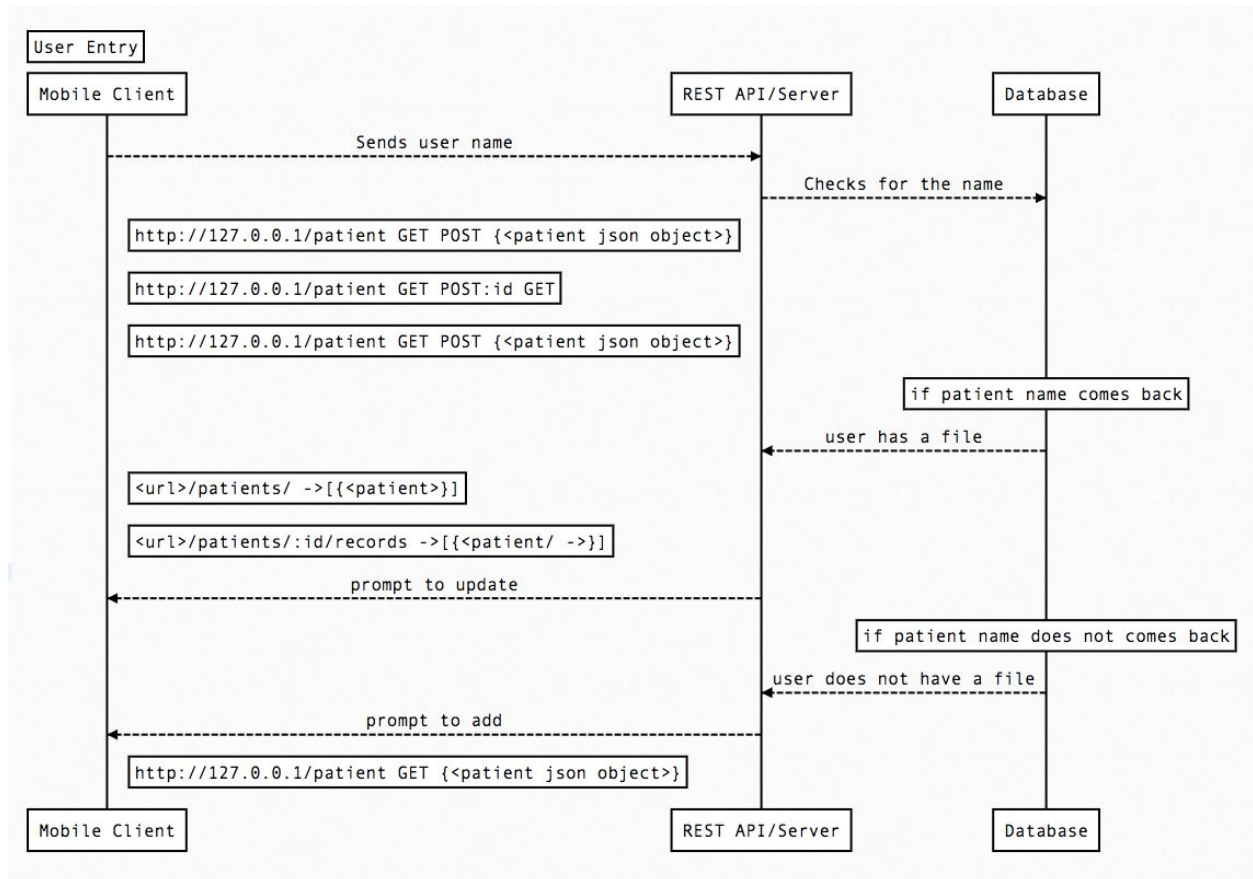 User Entry
Mobile Client
REST API/Server
Database
Sends user name
Checks for the name
http://127.0.0.1/patient GET POST {<patient json object>}
http://127.0.0.1/patient GET POST:id GET
http://127.0.0.1/patient GET POST {<patient json object>}
if patient name comes back
user has a file
<url>/patients/ ->[{<patient>}]
<url>/patients/:id/records ->[{<patient/ ->}]
prompt to update
if patient name does not comes back
user does not have a file
prompt to add
http://127.0.0.1/patient GET {<patient json object>}
Mobile Client
REST API/Server
Database